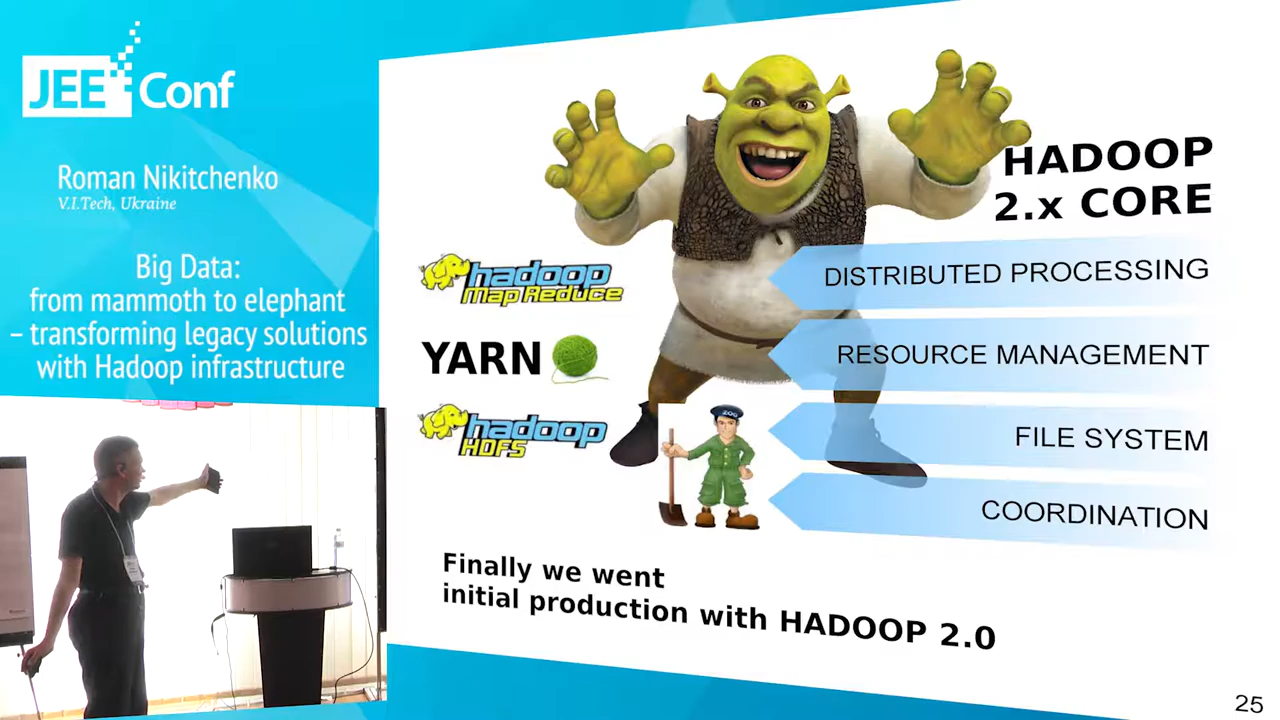 JEE Conf
Roman Nikitchenko
V.I.Tech, Ukraine
Big Data:
from mammoth to elephant
– transforming legacy solutions
with Hadoop infrastructure
HADOOP
2.x CORE
hadoop
Map Reduce
DISTRIBUTED PROCESSING
YARN
RESOURCE MANAGEMENT
hadoop
HDFS
ZOO
FILE SYSTEM
COORDINATION
Finally we went
initial production with HADOOP 2.0
25